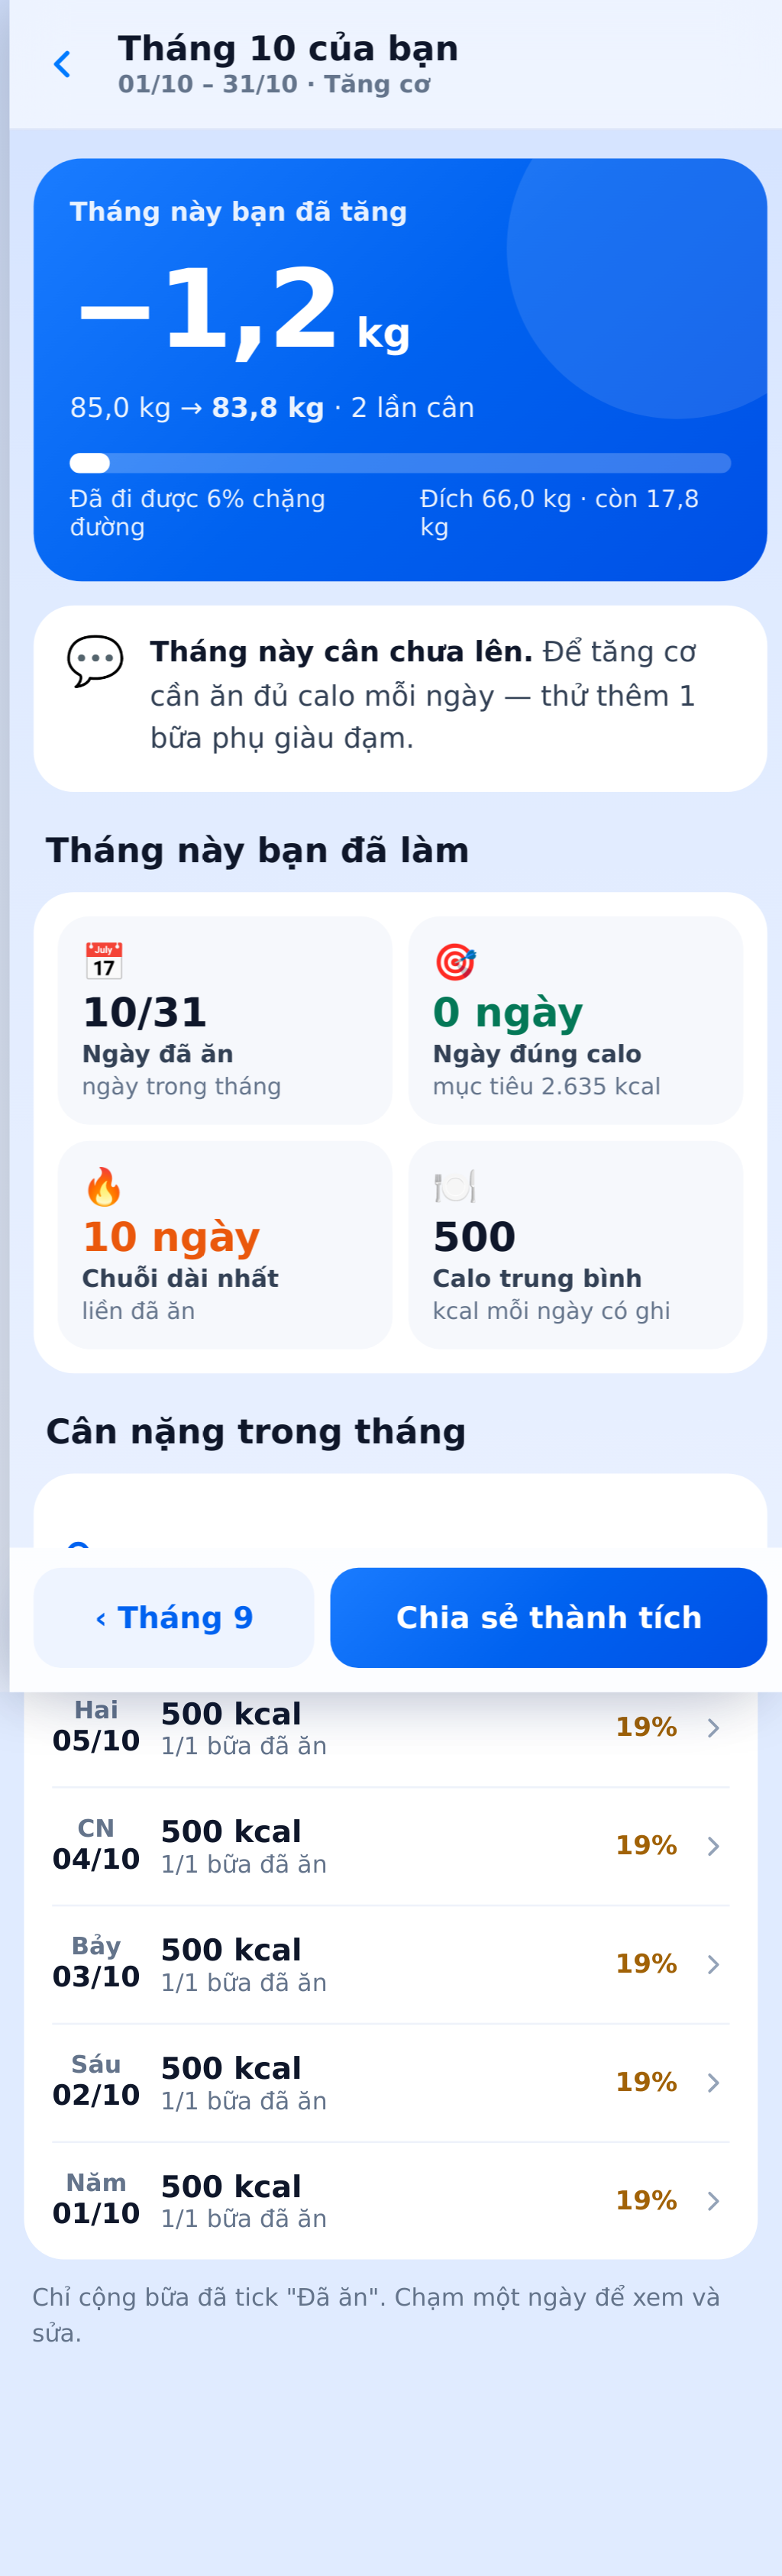 Tháng 10 của bạn
01/10 – 31/10 · Tăng cơ
Tháng này bạn đã tăng
−1,2 kg
85,0 kg → 83,8 kg · 2 lần cân
Đã đi được 6% chặng
đường
Đích 66,0 kg · còn 17,8
kg
Tháng này cân chưa lên. Để tăng cơ
cần ăn đủ calo mỗi ngày — thử thêm 1
bữa phụ giàu đạm.
Tháng này bạn đã làm
July
17
10/31
Ngày đã ăn
ngày trong tháng
0 ngày
Ngày đúng calo
mục tiêu 2.635 kcal
10 ngày
Chuỗi dài nhất
liền đã ăn
500
Calo trung bình
kcal mỗi ngày có ghi
Cân nặng trong tháng
‹ Tháng 9
Chia sẻ thành tích
Hai
05/10
500 kcal
1/1 bữa đã ăn
19%
CN
04/10
500 kcal
1/1 bữa đã ăn
19%
Bảy
03/10
500 kcal
1/1 bữa đã ăn
19%
Sáu
02/10
500 kcal
1/1 bữa đã ăn
19%
Năm
01/10
500 kcal
1/1 bữa đã ăn
19%
Chỉ cộng bữa đã tick "Đã ăn". Chạm một ngày để xem và
sửa.